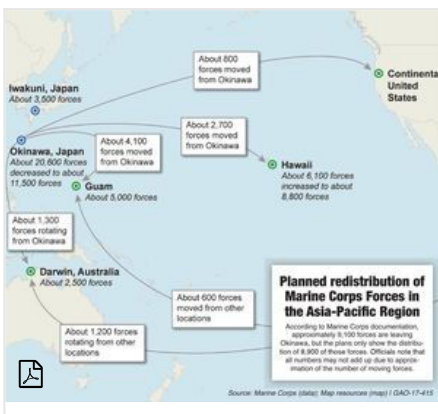 About 800
forces moved
from Okinawa
Continental
United
States
Iwakuni, Japan
About 3,500 forces
About 2,700
forces moved
from Okinawa
About 4,100
forces moved
from Okinawa
Okinawa, Japan
About 20,600 forces
decreased to about
11,500 forces
Hawaii
About 6,100 forces
increased to about
8,800 forces
Guam
About 5,000 forces
About 1,300
forces rotating
from Okinawa
Darwin, Australia
About 2,500 forces
About 600 forces
moved from other
locations
About 1,200 forces
rotating from other
locations
Planned redistribution of
Marine Corps Forces in
the Asia-Pacific Region
According to Marine Corps documentation,
approximately 9,100 forces are leaving
Okinawa, but the plans only show the distribu-
tion of 8,900 of those forces. Officials note that
all numbers may not add up due to approxi-
mation of the number of moving forces.
Source: Marine Corps (data); Map resources (map) | GAO-17-415